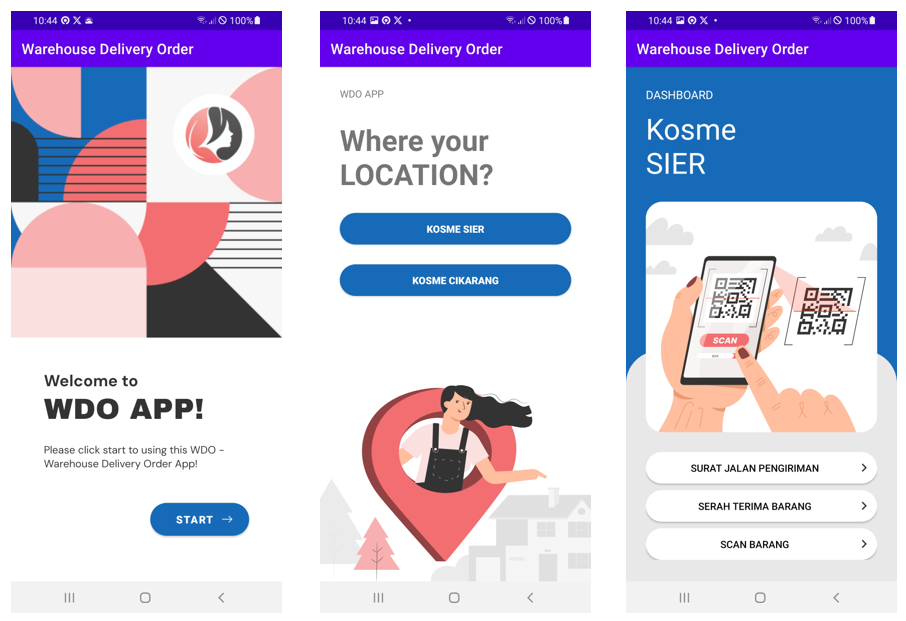 10:44
100%
Warehouse Delivery Order
Welcome to
WDO APP!
Please click start to using this WDO -
Warehouse Delivery Order App!
START
10:44
100%
Warehouse Delivery Order
WDO APP
Where your
LOCATION?
KOSME SIER
KOSME CIKARANG
10:44
100%
Warehouse Delivery Order
DASHBOARD
Kosme
SIER
SCAN
SURAT JALAN PENGIRIMAN
SERAH TERIMA BARANG
SCAN BARANG